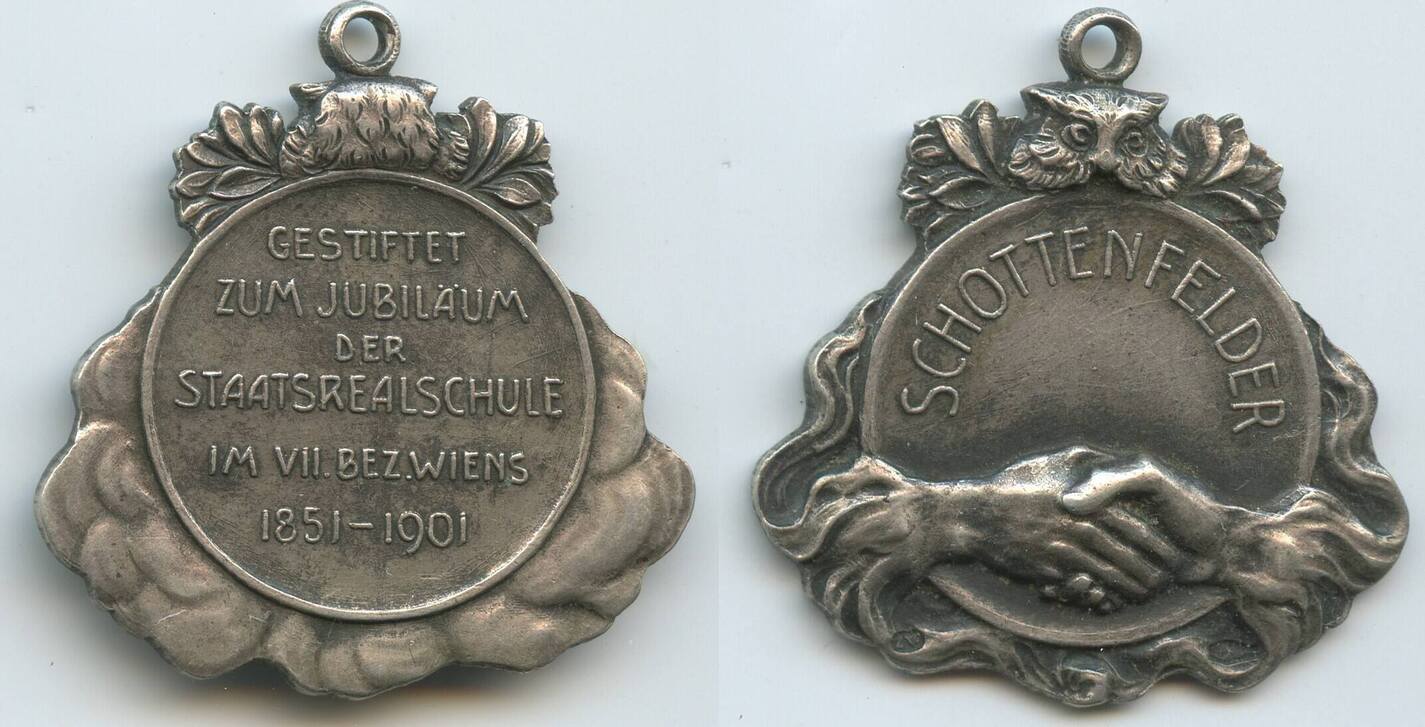 GESTIFTET
ZUM JUBILÄUM
DER
STAATSREALSCHULE
IM VII. BEZ. WIENS
1851-1901
SCHOTTENFELDER